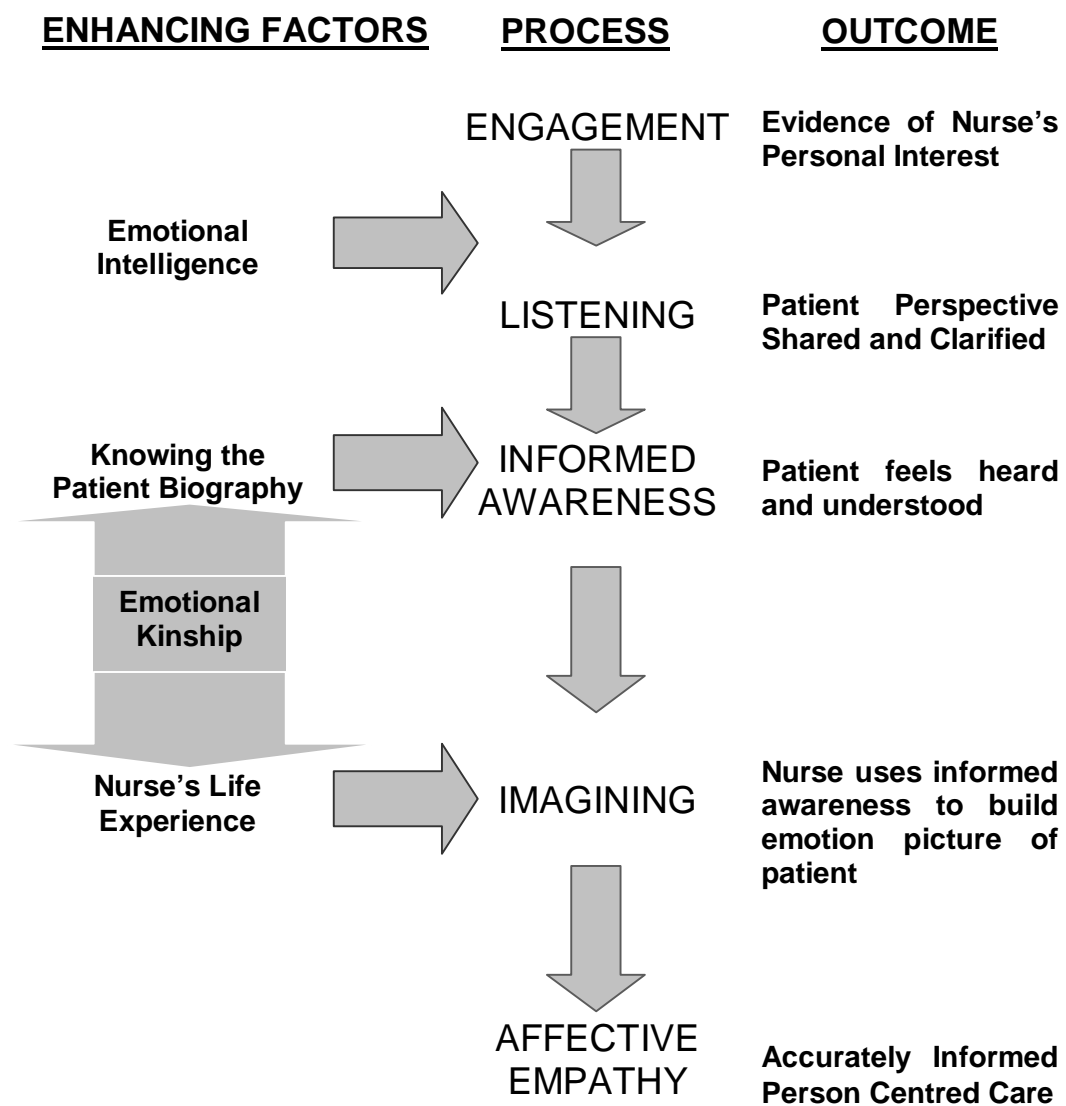 ENHANCING FACTORS
PROCESS
OUTCOME
ENGAGEMENT
Evidence of Nurse’s
Personal Interest
Emotional
Intelligence
LISTENING
Patient Perspective
Shared and Clarified
Knowing the
Patient Biography
INFORMED
AWARENESS
Patient feels heard
and understood
Emotional
Kinship
Nurse’s Life
Experience
IMAGINING
Nurse uses informed
awareness to build
emotion picture of
patient
AFFECTIVE
EMPATHY
Accurately Informed
Person Centred Care